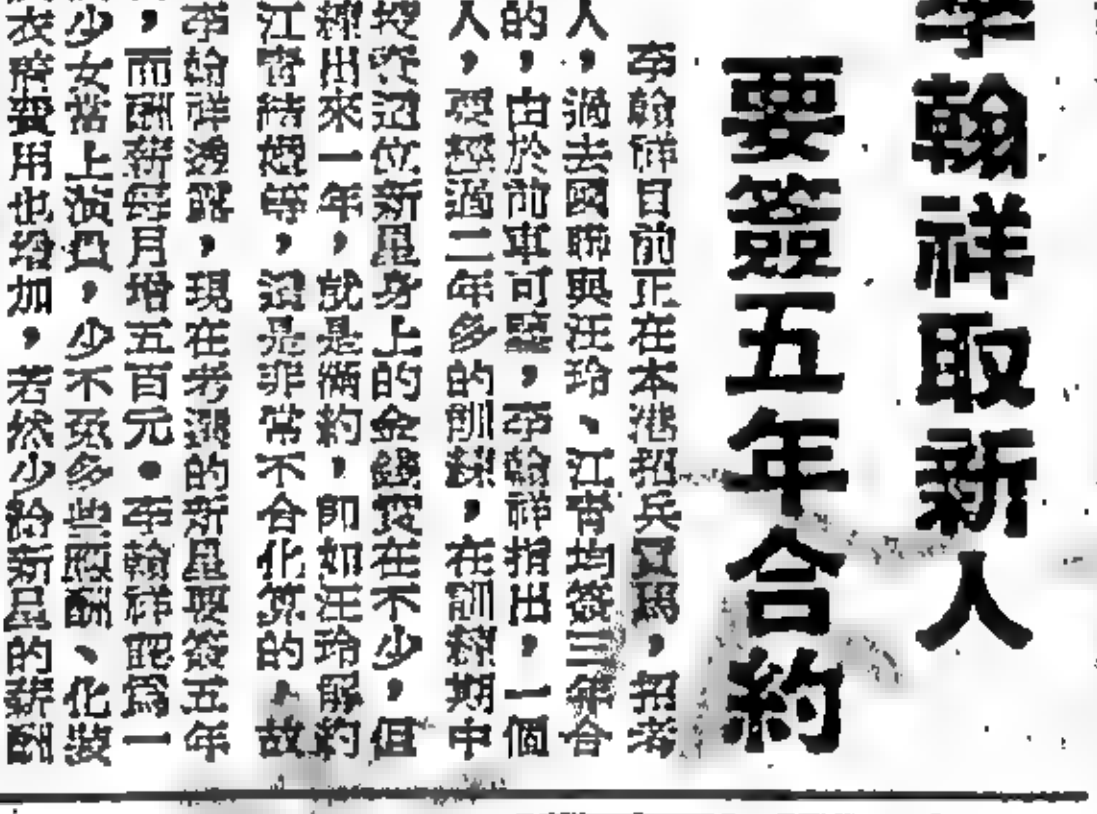 李翰祥取新人
要簽五年合約
李翰祥目前正在本港招兵買馬,招考
人,過去國聯與汪玲、江青均簽三年合
的,由於前車可鑒,李翰祥指出,一個
人,要經過二年多的訓練,在訓練期中
投資這位新星身上的金錢實在不少,但
練出來一年,就是滿約,即如汪玲解約
江青結婚等,這是非常不合化算的,故
李翰祥透露,現在考選的新星要簽五年
,而酬薪每月增五百元●李翰祥認爲一
少女當上演員,少不免多些應酬、化裝
衣飾費用也增加,若然少給新星的薪酬